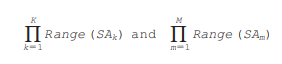 ∏_{k=1}^{K} Range (SA_k) and ∏_{m=1}^{M} Range (SA_m)